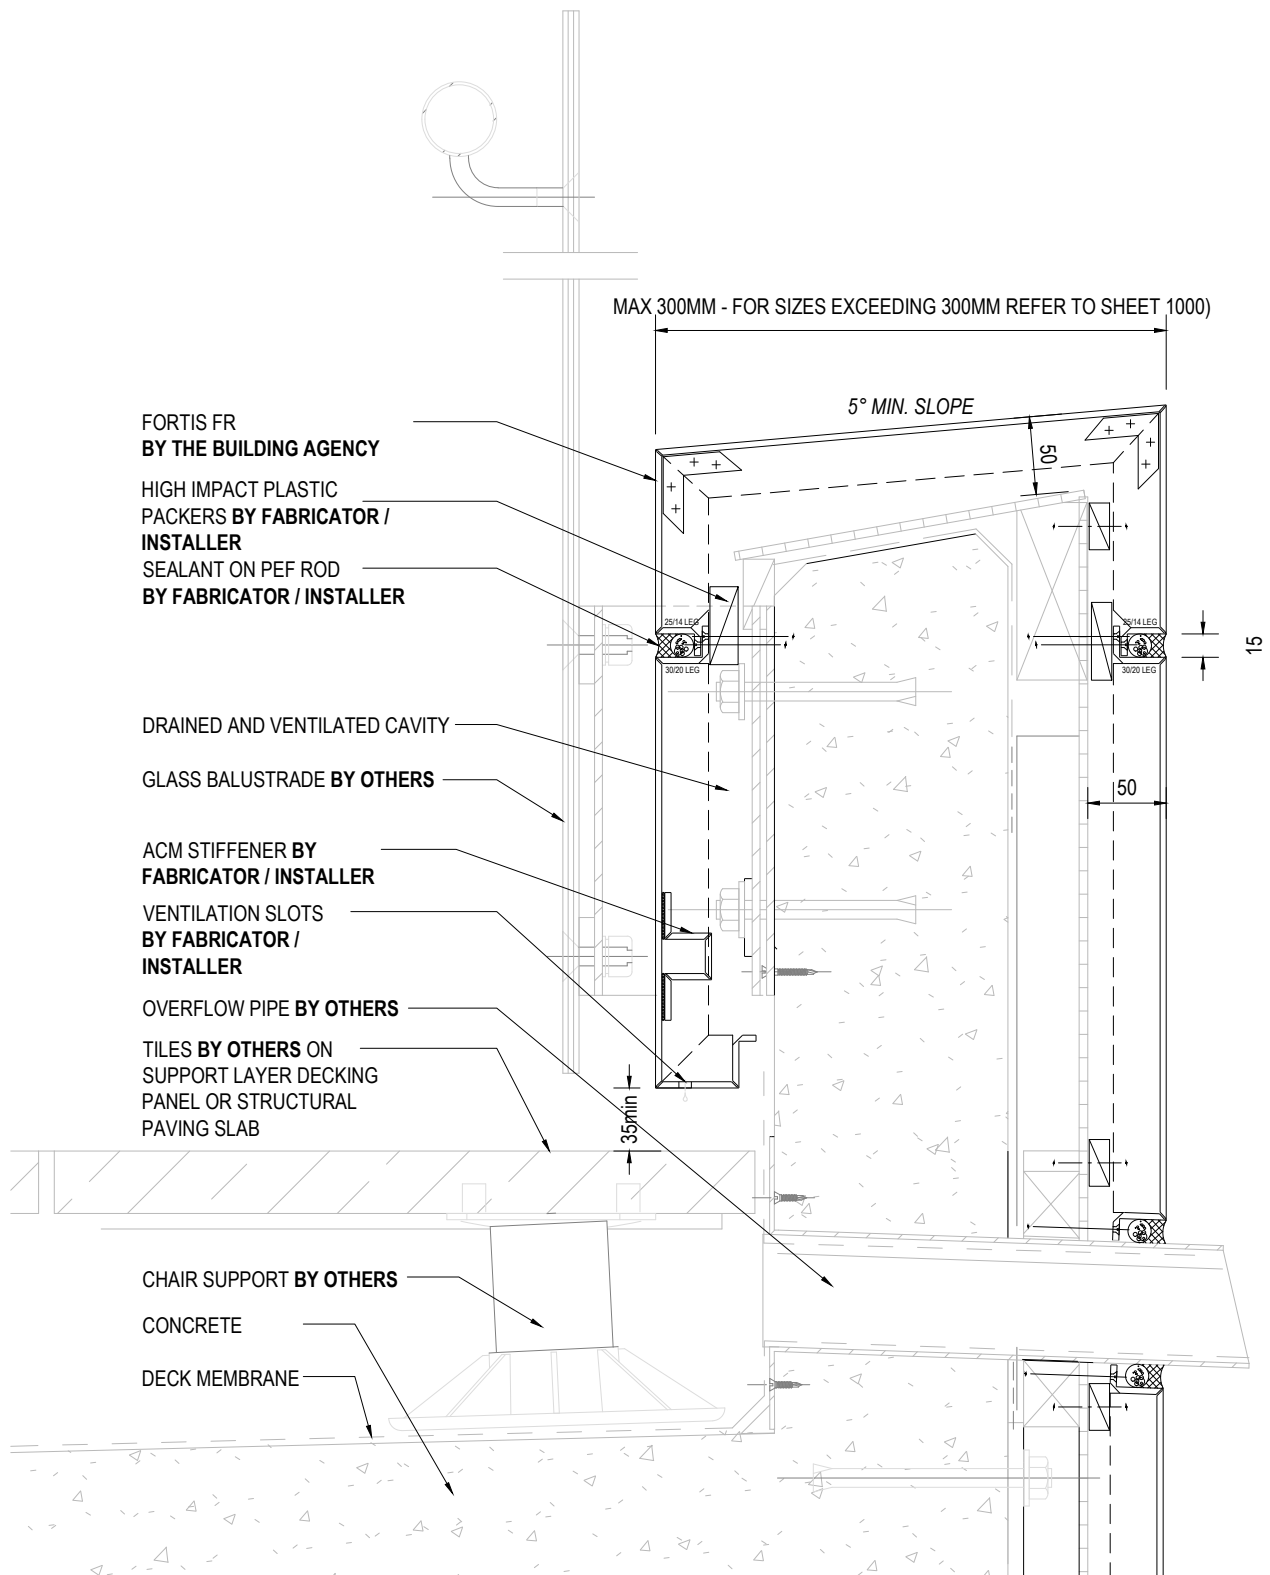 MAX 300MM - FOR SIZES EXCEEDING 300MM REFER TO SHEET 1000)
5° MIN. SLOPE
50
FORTIS FR
BY THE BUILDING AGENCY
HIGH IMPACT PLASTIC
PACKERS BY FABRICATOR /
INSTALLER
SEALANT ON PEF ROD
BY FABRICATOR / INSTALLER
25/14 LEG
30/20 LEG
25/14 LEG
30/20 LEG
15
DRAINED AND VENTILATED CAVITY
GLASS BALUSTRADE BY OTHERS
50
ACM STIFFENER BY
FABRICATOR / INSTALLER
VENTILATION SLOTS
BY FABRICATOR /
INSTALLER
OVERFLOW PIPE BY OTHERS
TILES BY OTHERS ON
SUPPORT LAYER DECKING
PANEL OR STRUCTURAL
PAVING SLAB
35min
CHAIR SUPPORT BY OTHERS
CONCRETE
DECK MEMBRANE